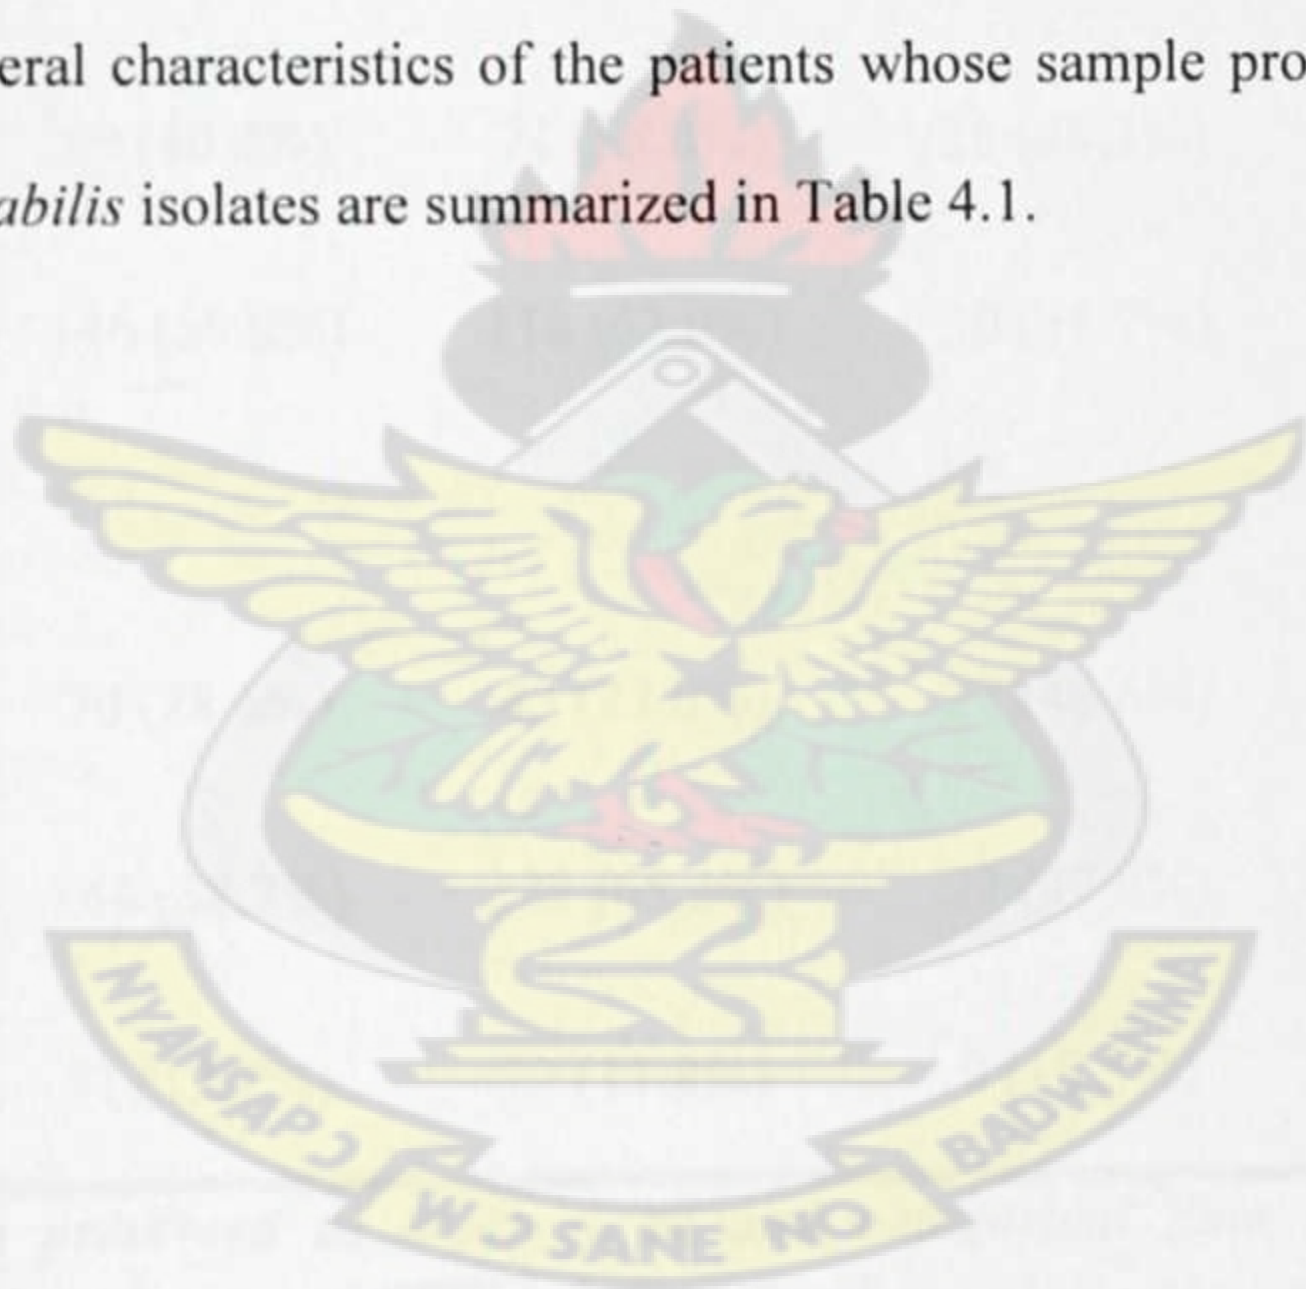 eral characteristics of the patients whose sample pro
abilis isolates are summarized in Table 4.1.
NYANSAPƆ
WƆSANE NO
BADWENMA